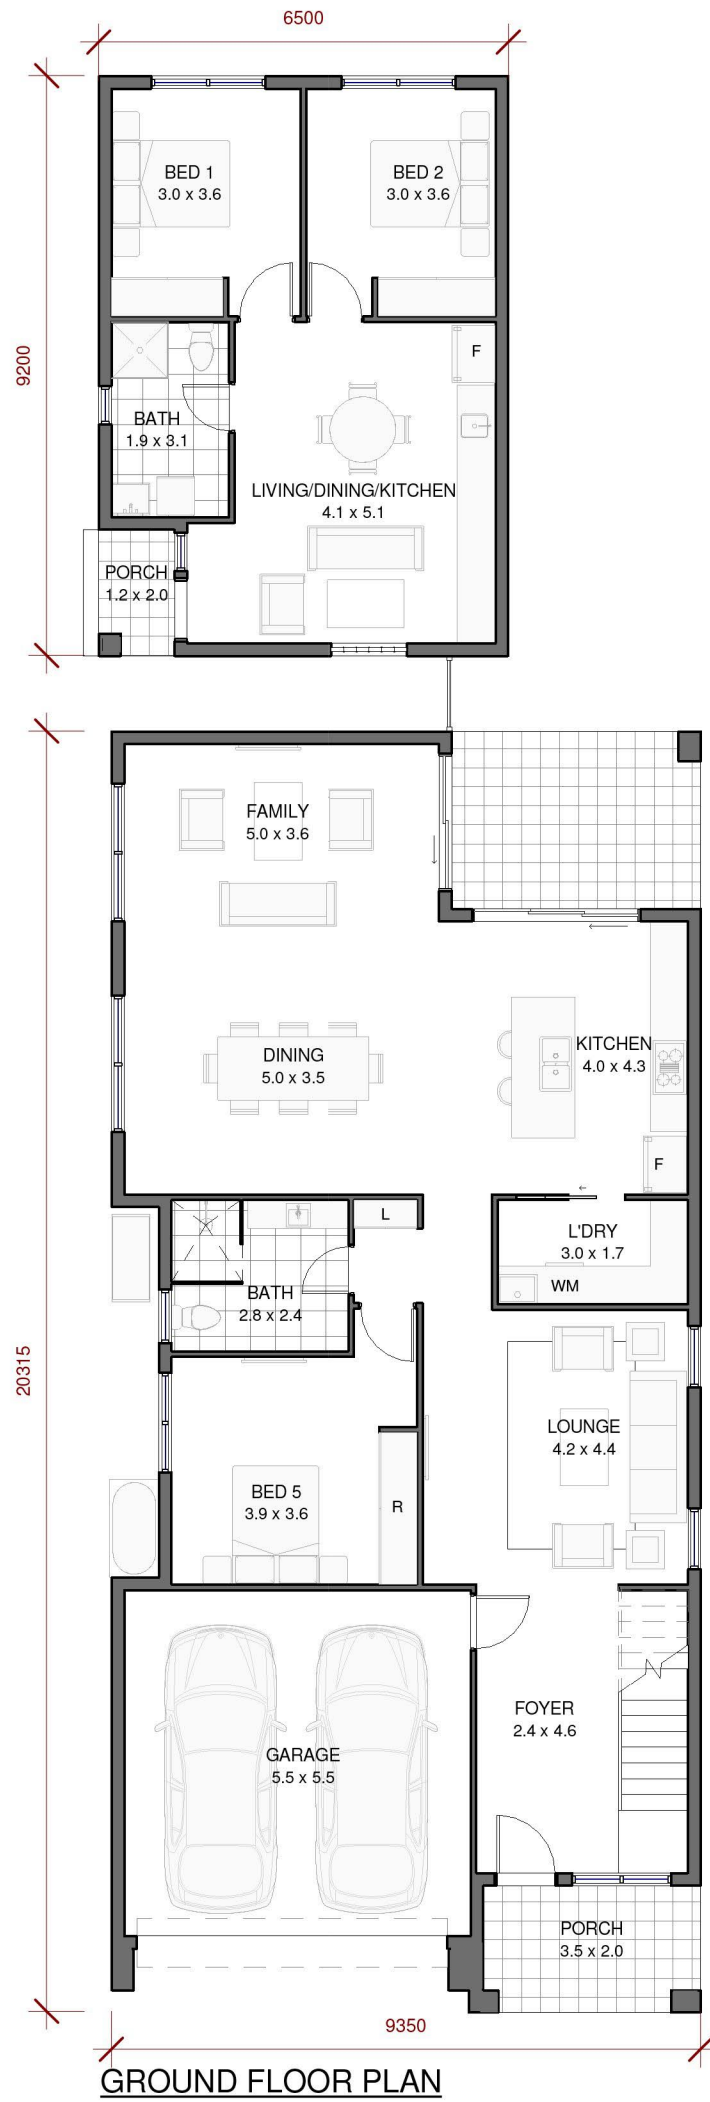 6500
BED 1
3.0 x 3.6
BED 2
3.0 x 3.6
9200
F
BATH
1.9 x 3.1
LIVING/DINING/KITCHEN
4.1 x 5.1
PORCH
1.2 x 2.0
FAMILY
5.0 x 3.6
DINING
5.0 x 3.5
KITCHEN
4.0 x 4.3
F
L
L'DRY
3.0 x 1.7
WM
BATH
2.8 x 2.4
20315
LOUNGE
4.2 x 4.4
BED 5
3.9 x 3.6
R
FOYER
2.4 x 4.6
GARAGE
5.5 x 5.5
PORCH
3.5 x 2.0
9350
GROUND FLOOR PLAN